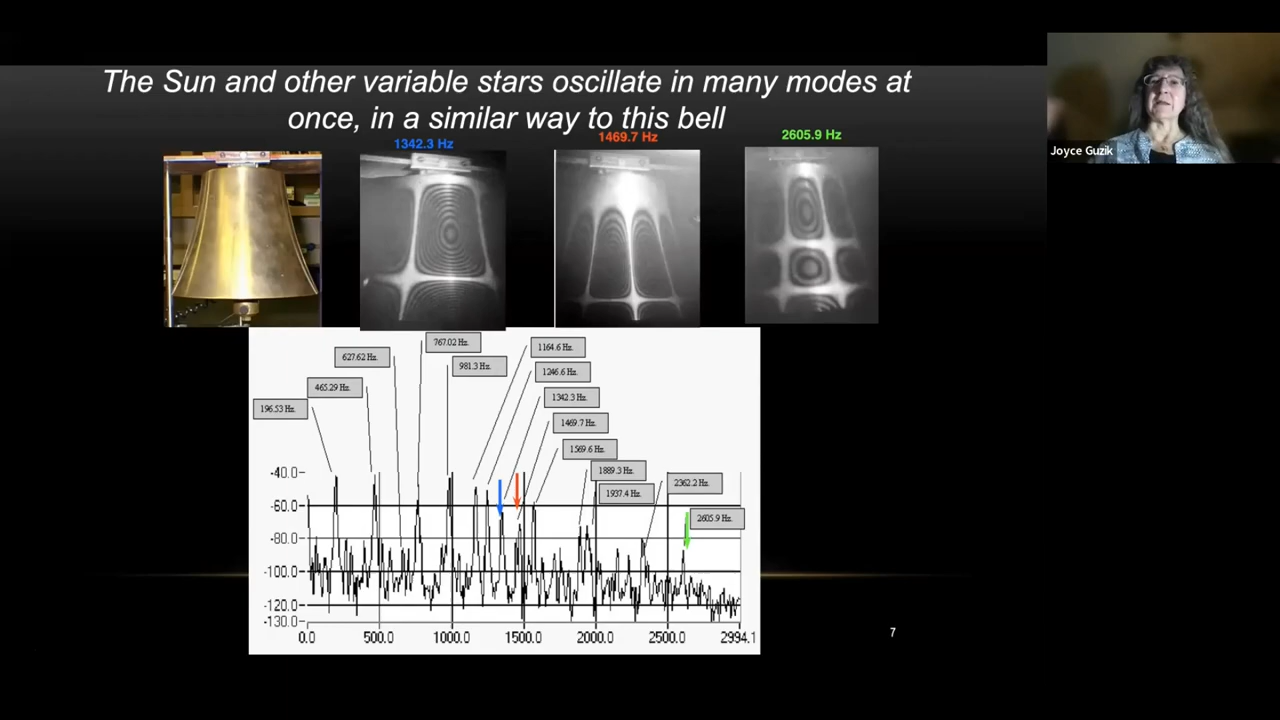 The Sun and other variable stars oscillate in many modes at
once, in a similar way to this bell
1342.3 Hz
1469.7 Hz
2605.9 Hz
Joyce Guzik
767.02 Hz.
1164.6 Hz.
627.62 Hz.
981.3 Hz.
1246.6 Hz.
465.29 Hz.
1342.3 Hz.
196.53 Hz.
1469.7 Hz.
1569.6 Hz.
1889.3 Hz.
2362.2 Hz.
1937.4 Hz.
2605.9 Hz.
-40.0
-60.0
-80.0
-100.0
-120.0
-130.0
0.0 500.0 1000.0 1500.0 2000.0 2500.0 2994.1
7